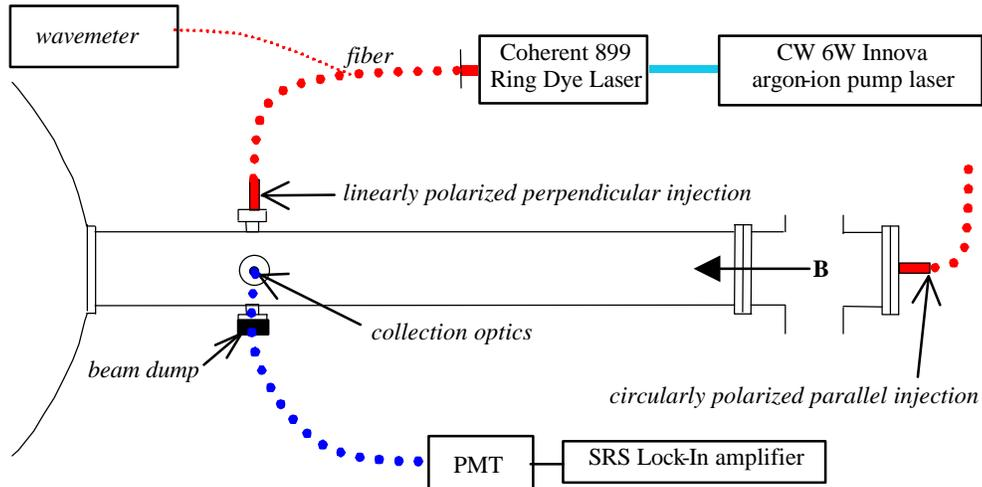 wavemeter
fiber
Coherent 899
Ring Dye Laser
CW 6W Innova
argon-ion pump laser
linearly polarized perpendicular injection
B
collection optics
beam dump
circularly polarized parallel injection
PMT
SRS Lock-In amplifier